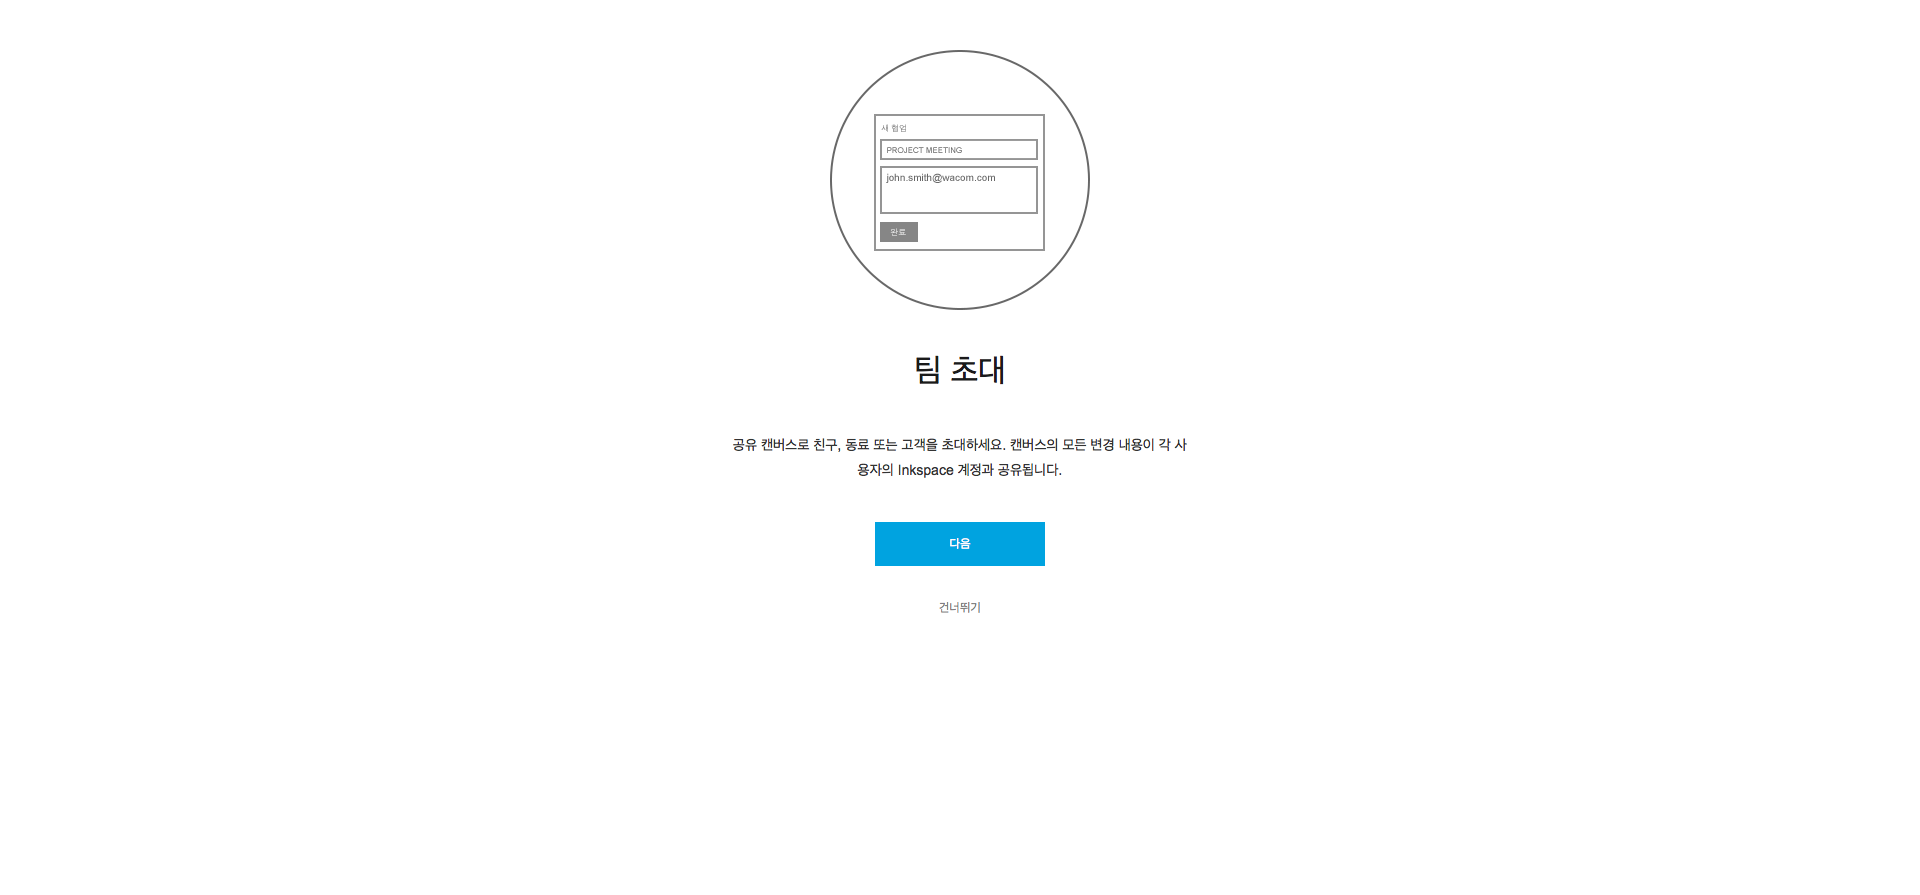 새 협업
PROJECT MEETING
john.smith@wacom.com
완료
팀 초대
공유 캔버스로 친구, 동료 또는 고객을 초대하세요. 캔버스의 모든 변경 내용이 각 사
용자의 Inkspace 계정과 공유됩니다.
다음
건너뛰기